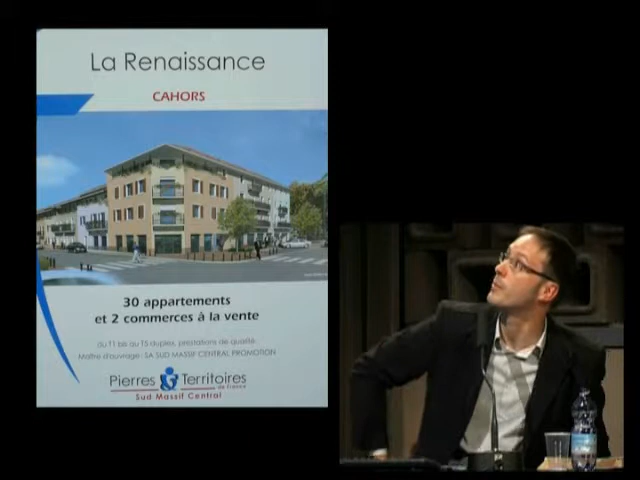 La Renaissance
CAHORS
30 appartements
et 2 commerces à la vente
du T1 bis au T5 duplex, prestations de qualité.
Maître d'ouvrage: SA SUD MASSIF CENTRAL PROMOTION
Pierres Territoires
de France
Sud Massif Central